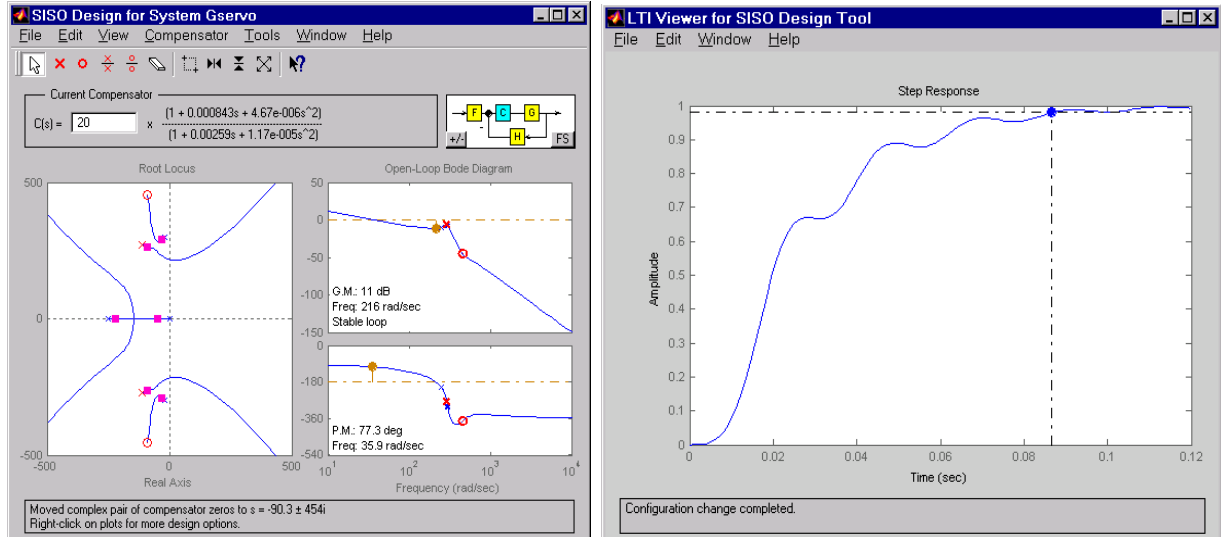 SISO Design for System Gservo
File Edit View Compensator Tools Window Help
Current Compensator
C(s) = 20 x (1 + 0.000843s + 4.67e-006s^2)
(1 + 0.00259s + 1.17e-005s^2)
F C G
H
+/- FS
Root Locus
500
0
-500
-500 0 500
Real Axis
Open-Loop Bode Diagram
50
0
-50
-100
-150
G.M.: 11 dB
Freq: 216 rad/sec
Stable loop
0
-180
-360
-540
P.M.: 77.3 deg
Freq: 35.9 rad/sec
10^1 10^2 10^3 10^4
Frequency (rad/sec)
Moved complex pair of compensator zeros to s = -90.3 ± 454i
Right-click on plots for more design options.
LTI Viewer for SISO Design Tool
File Edit Window Help
Step Response
1
0.9
0.8
0.7
0.6
0.5
0.4
0.3
0.2
0.1
0
Amplitude
0 0.02 0.04 0.06 0.08 0.1 0.12
Time (sec)
Configuration change completed.